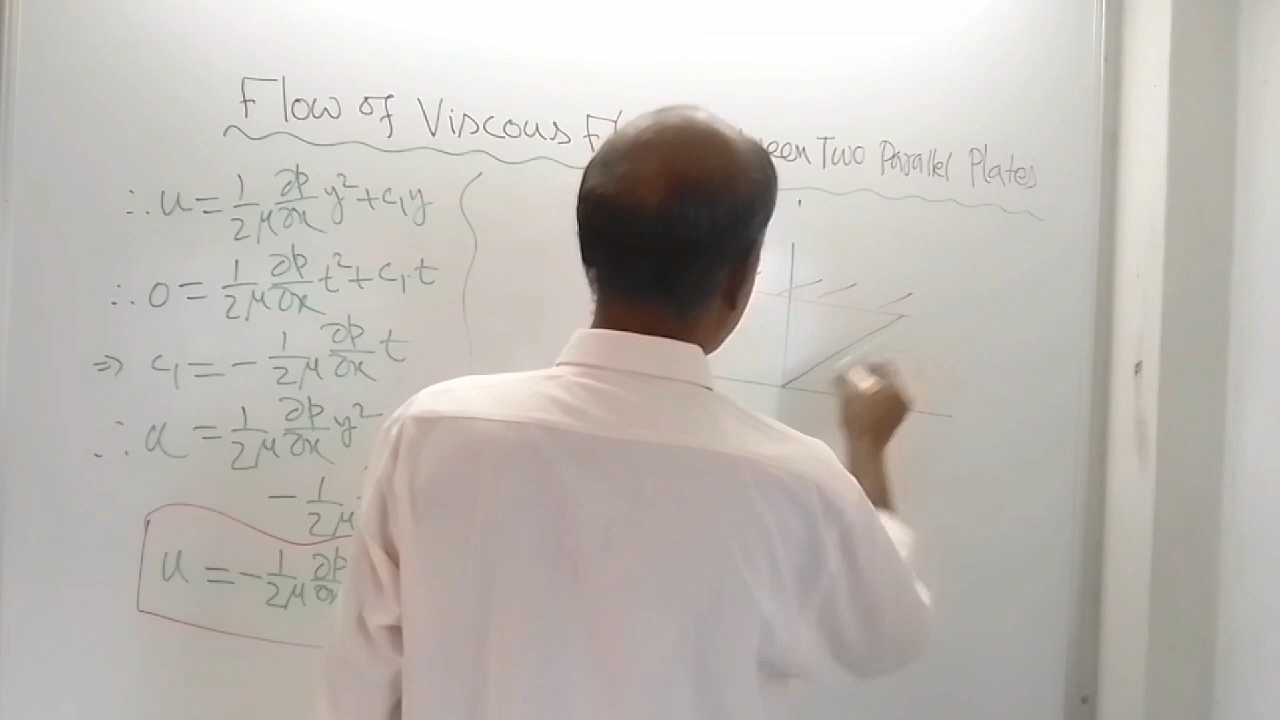 Flow of Viscous Fl een Two Parallel Plates
∴ u = 1/2μ ∂p/∂x y² + c₁y
∴ 0 = 1/2μ ∂p/∂x t² + c₁t
⇒ c₁ = - 1/2μ ∂p/∂x t
∴ u = 1/2μ ∂p/∂x y²
- 1/2μ
u = - 1/2μ ∂p/∂x